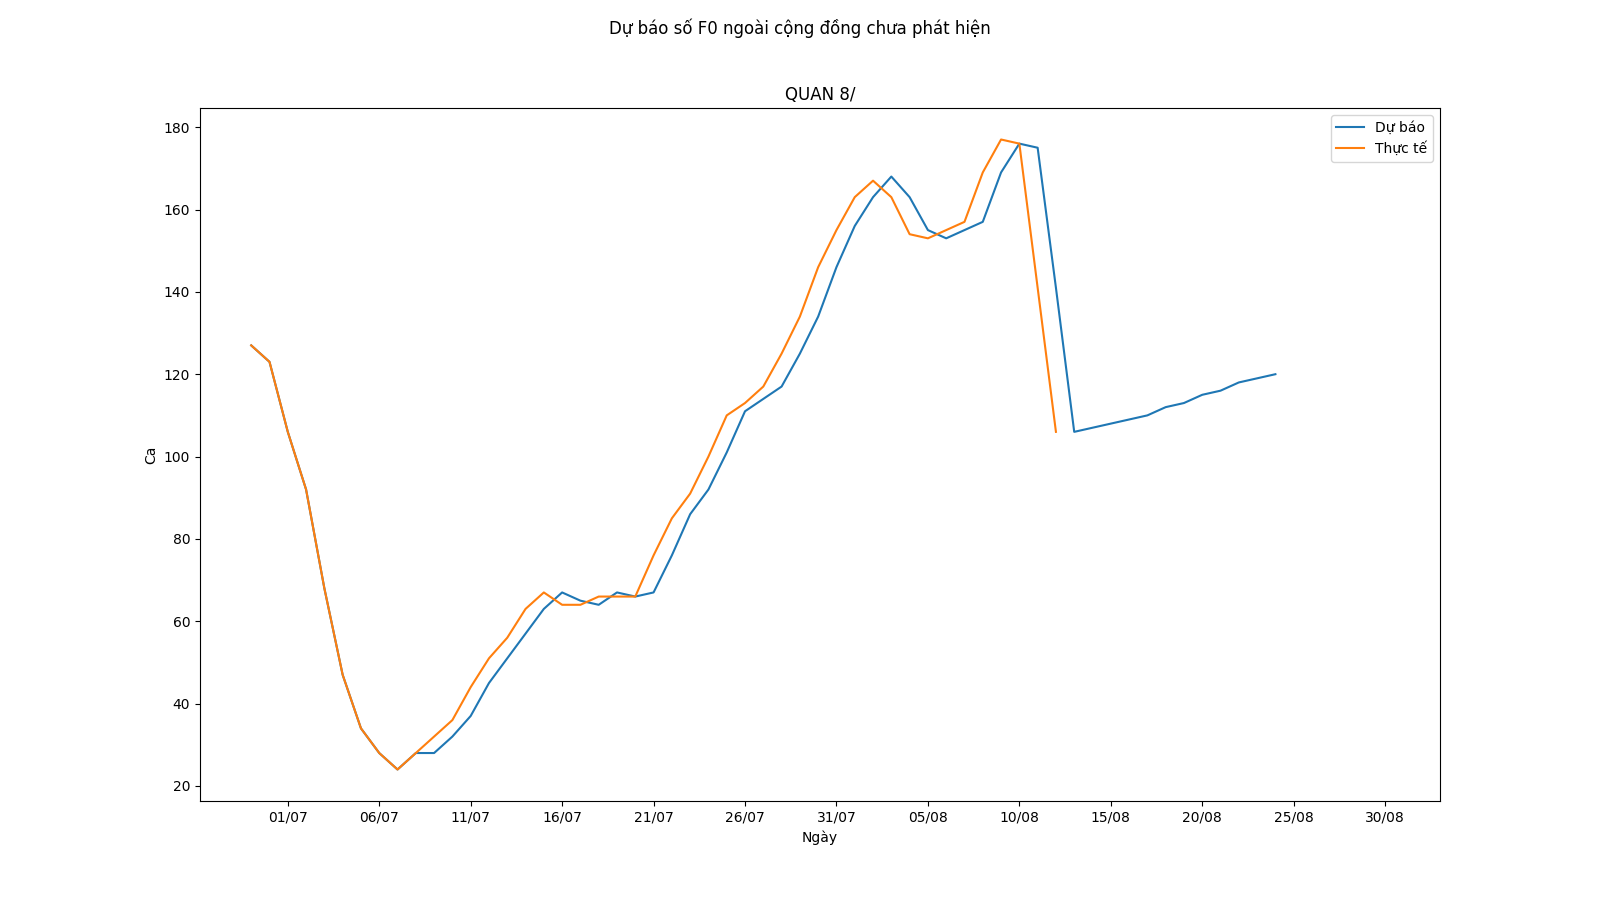 Dự báo số F0 ngoài cộng đồng chưa phát hiện
QUAN 8/
Dự báo
Thực tế
180
160
140
120
100
80
60
40
20
Ca
01/07 06/07 11/07 16/07 21/07 26/07 31/07 05/08 10/08 15/08 20/08 25/08 30/08
Ngày